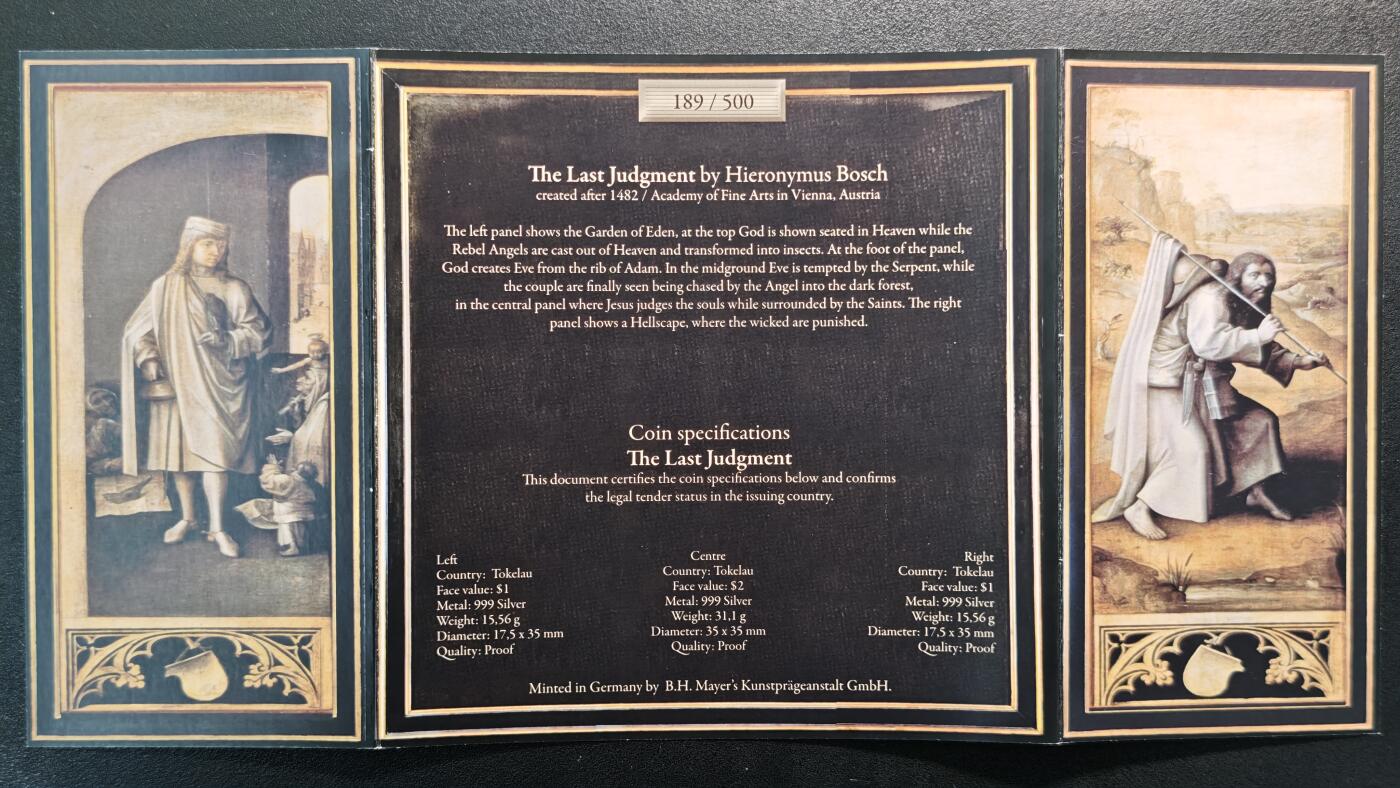 189 / 500
The Last Judgment by Hieronymus Bosch
created after 1482 / Academy of Fine Arts in Vienna, Austria
The left panel shows the Garden of Eden, at the top God is shown seated in Heaven while the
Rebel Angels are cast out of Heaven and transformed into insects. At the foot of the panel,
God creates Eve from the rib of Adam. In the midground Eve is tempted by the Serpent, while
the couple are finally seen being chased by the Angel into the dark forest,
in the central panel where Jesus judges the souls while surrounded by the Saints. The right
panel shows a Hellscape, where the wicked are punished.
Coin specifications
The Last Judgment
This document certifies the coin specifications below and confirms
the legal tender status in the issuing country.
Left
Country: Tokelau
Face value: $1
Metal: 999 Silver
Weight: 15,56 g
Diameter: 17,5 x 35 mm
Quality: Proof
Centre
Country: Tokelau
Face value: $2
Metal: 999 Silver
Weight: 31,1 g
Diameter: 35 x 35 mm
Quality: Proof
Right
Country: Tokelau
Face value: $1
Metal: 999 Silver
Weight: 15,56 g
Diameter: 17,5 x 35 mm
Quality: Proof
Minted in Germany by B.H. Mayer's Kunstprägeanstalt GmbH.